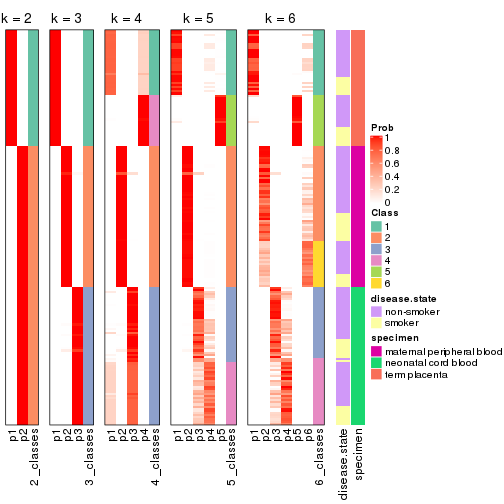 k = 2
k = 3
k = 4
k = 5
k = 6
p1
p2
2_classes
p1
p2
p3
3_classes
p1
p2
p3
p4
4_classes
p1
p2
p3
p4
p5
5_classes
p1
p2
p3
p4
p5
p6
6_classes
disease.state
specimen
Prob
1
0.8
0.6
0.4
0.2
0
Class
1
2
3
4
5
6
disease.state
non-smoker
smoker
specimen
maternal peripheral blood
neonatal cord blood
term placenta